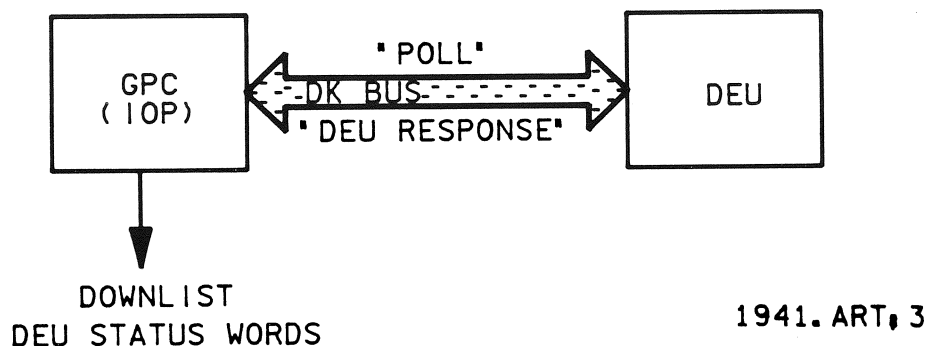 "POLL"
GPC
(IOP)
DK BUS
DEU
"DEU RESPONSE"
DOWNLIST
DEU STATUS WORDS
1941. ART, 3